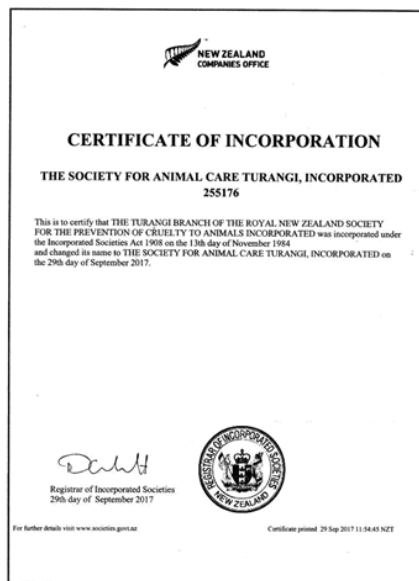 NEW ZEALAND
COMPANIES OFFICE
CERTIFICATE OF INCORPORATION
THE SOCIETY FOR ANIMAL CARE TURANGI, INCORPORATED
255176
This is to certify that THE TURANGI BRANCH OF THE ROYAL NEW ZEALAND SOCIETY
FOR THE PREVENTION OF CRUELTY TO ANIMALS INCORPORATED was incorporated under
the Incorporated Societies Act 1908 on the 13th day of November 1984
and changed its name to THE SOCIETY FOR ANIMAL CARE TURANGI, INCORPORATED on
the 29th day of September 2017.
REGISTRAR OF INCORPORATED SOCIETIES
NEW ZEALAND
Registrar of Incorporated Societies
29th day of September 2017
For further details visit www.societies.govt.nz
Certificate printed 29 Sep 2017 11:54:45 NZT